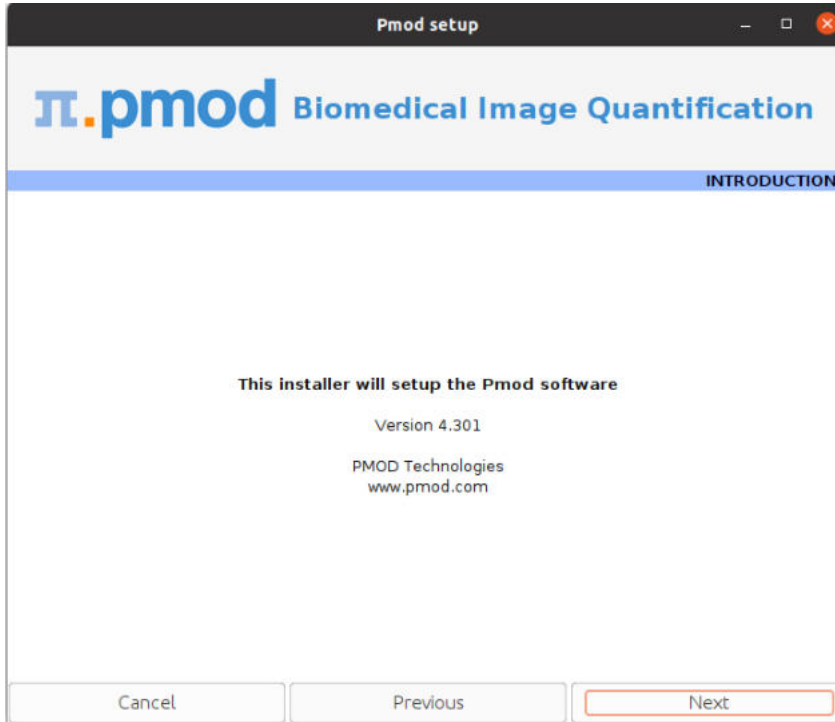 Pmod setup
π.pmod Biomedical Image Quantification
INTRODUCTION
This installer will setup the Pmod software
Version 4.301
PMOD Technologies
www.pmod.com
Cancel Previous Next